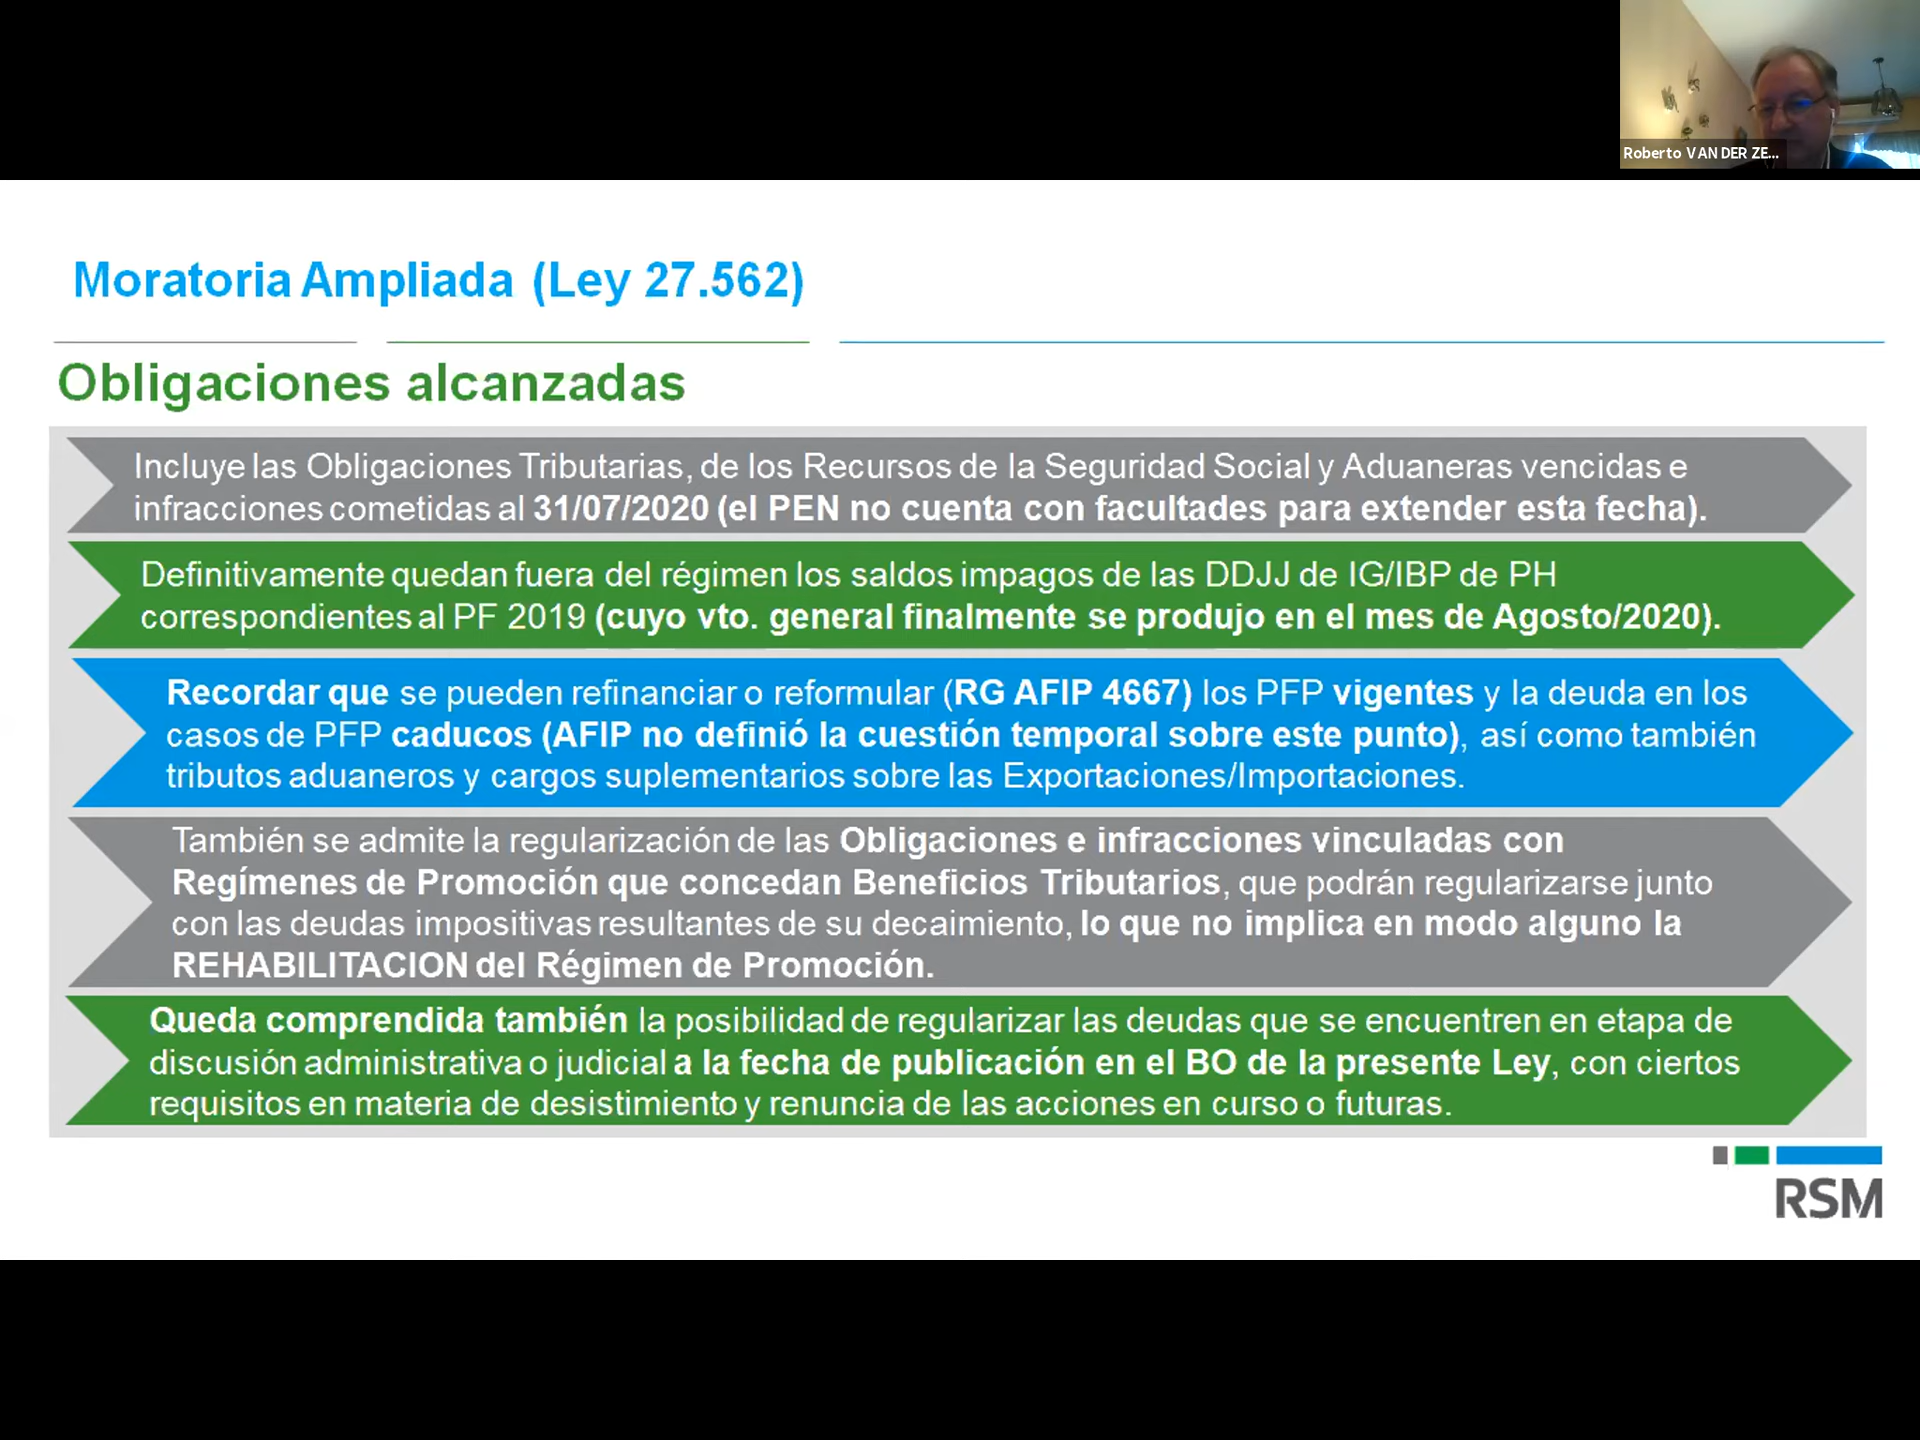 Roberto VAN DER ZE...
Moratoria Ampliada (Ley 27.562)
Obligaciones alcanzadas
Incluye las Obligaciones Tributarias, de los Recursos de la Seguridad Social y Aduaneras vencidas e
infracciones cometidas al 31/07/2020 (el PEN no cuenta con facultades para extender esta fecha).
Definitivamente quedan fuera del régimen los saldos impagos de las DDJJ de IG/IBP de PH
correspondientes al PF 2019 (cuyo vto. general finalmente se produjo en el mes de Agosto/2020).
Recordar que se pueden refinanciar o reformular (RG AFIP 4667) los PFP vigentes y la deuda en los
casos de PFP caducos (AFIP no definió la cuestión temporal sobre este punto), así como también
tributos aduaneros y cargos suplementarios sobre las Exportaciones/Importaciones.
También se admite la regularización de las Obligaciones e infracciones vinculadas con
Regímenes de Promoción que concedan Beneficios Tributarios, que podrán regularizarse junto
con las deudas impositivas resultantes de su decaimiento, lo que no implica en modo alguno la
REHABILITACION del Régimen de Promoción.
Queda comprendida también la posibilidad de regularizar las deudas que se encuentren en etapa de
discusión administrativa o judicial a la fecha de publicación en el BO de la presente Ley, con ciertos
requisitos en materia de desistimiento y renuncia de las acciones en curso o futuras.
RSM